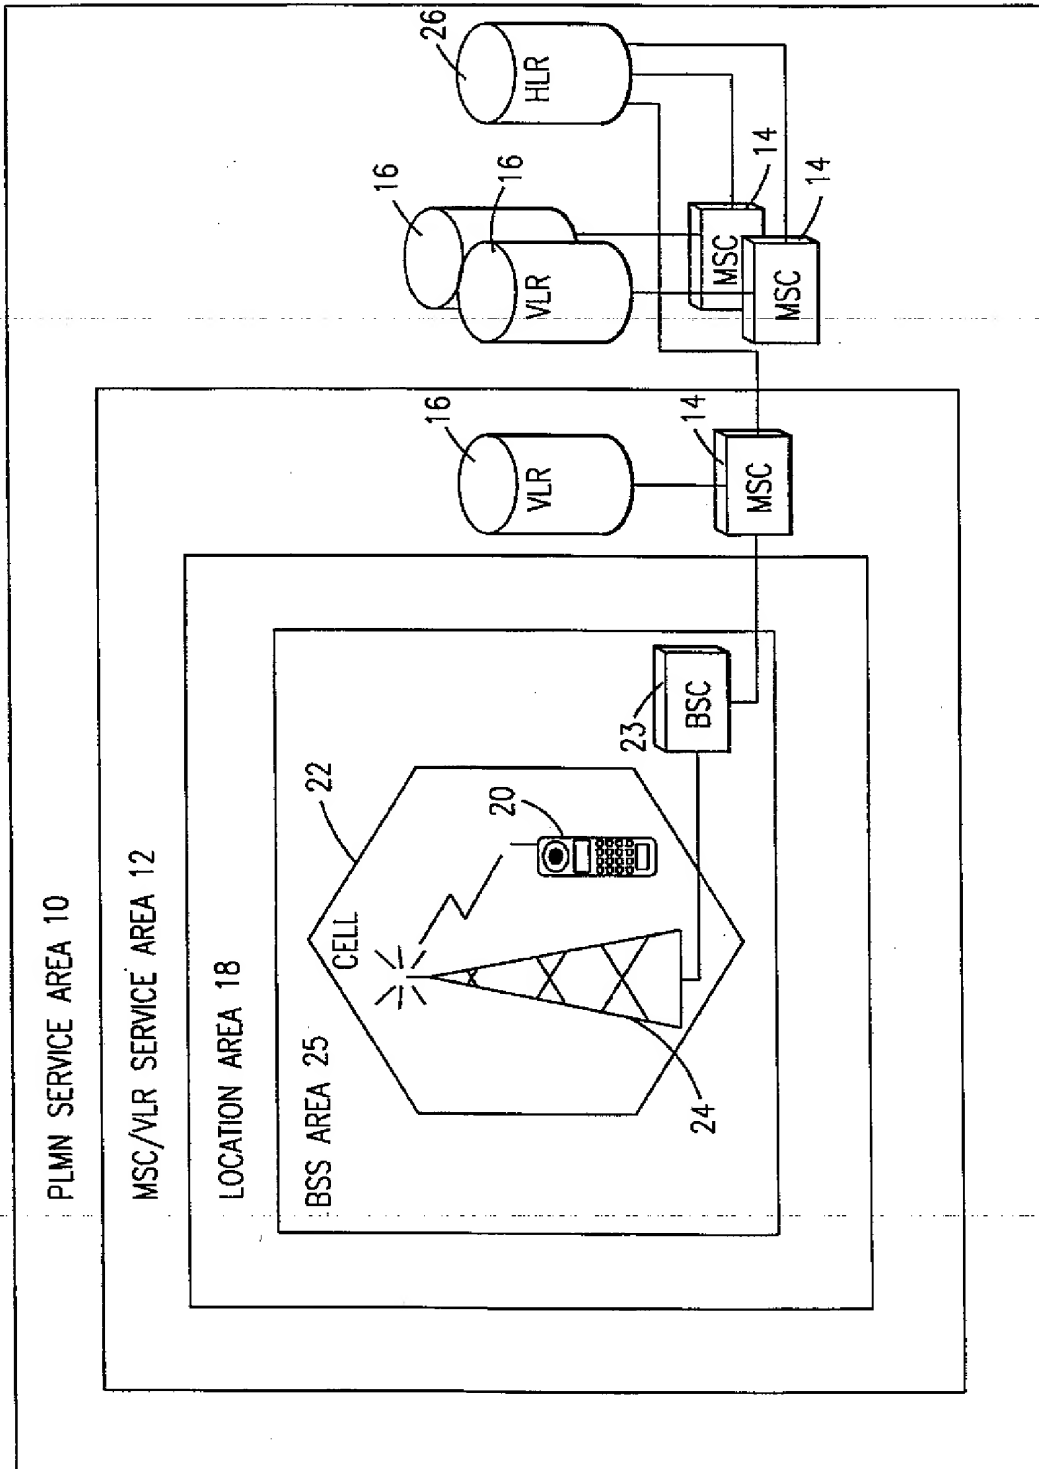 PLMN SERVICE AREA 10
MSC/VLR SERVICE AREA 12
LOCATION AREA 18
BSS AREA 25
CELL
22
20
24
23
BSC
16
VLR
14
MSC
16
16
VLR
14
MSC
14
MSC
26
HLR